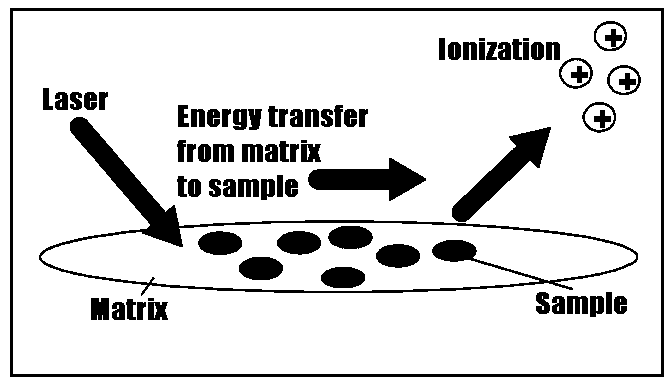 Ionization
Laser
Energy transfer
from matrix
to sample
Matrix
Sample